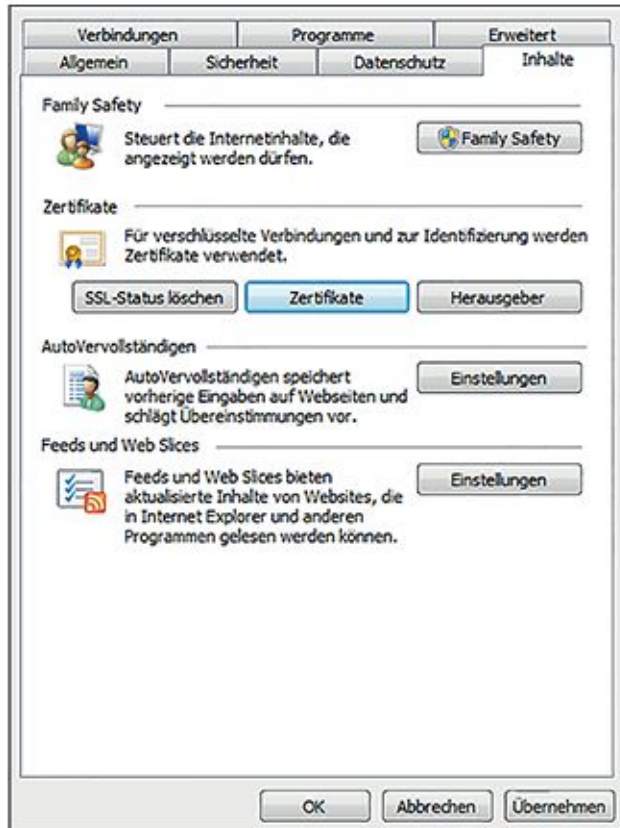 Verbindungen Programme Erweitert
Allgemein Sicherheit Datenschutz Inhalte
Family Safety
Steuert die Internetinhalte, die
angezeigt werden dürfen.
Family Safety
Zertifikate
Für verschlüsselte Verbindungen und zur Identifizierung werden
Zertifikate verwendet.
SSL-Status löschen Zertifikate Herausgeber
AutoVervollständigen
AutoVervollständigen speichert
vorherige Eingaben auf Webseiten und
schlägt Übereinstimmungen vor.
Einstellungen
Feeds und Web Slices
Feeds und Web Slices bieten
aktualisierte Inhalte von Websites, die
in Internet Explorer und anderen
Programmen gelesen werden können.
Einstellungen
OK Abbrechen Übernehmen